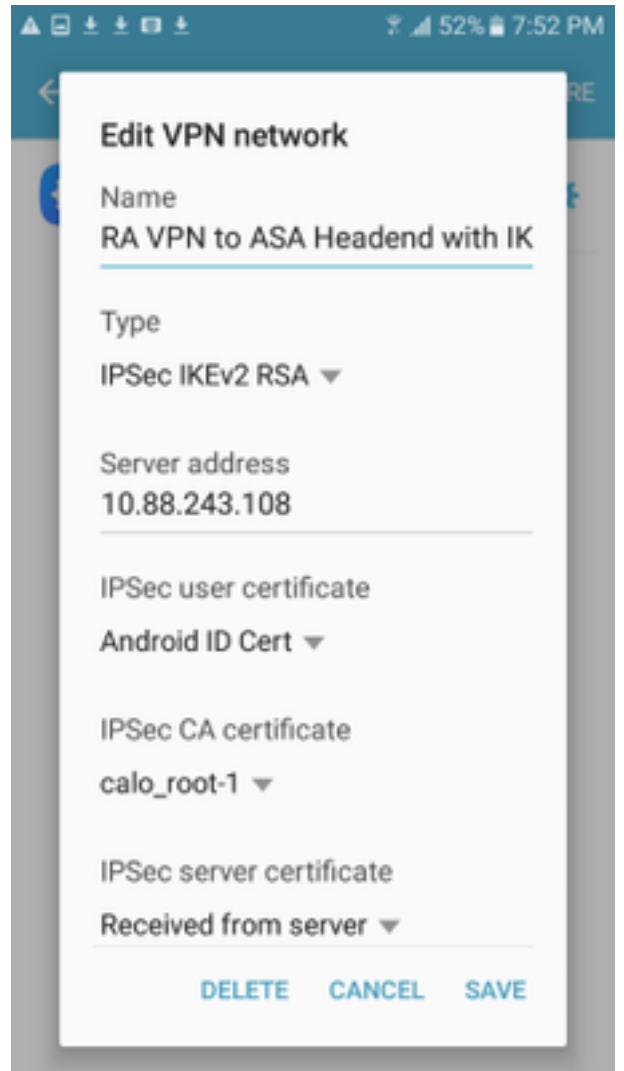 52% 7:52 PM
RE
Edit VPN network
Name
RA VPN to ASA Headend with IK
Type
IPSec IKEv2 RSA
Server address
10.88.243.108
IPSec user certificate
Android ID Cert
IPSec CA certificate
calo_root-1
IPSec server certificate
Received from server
DELETE CANCEL SAVE